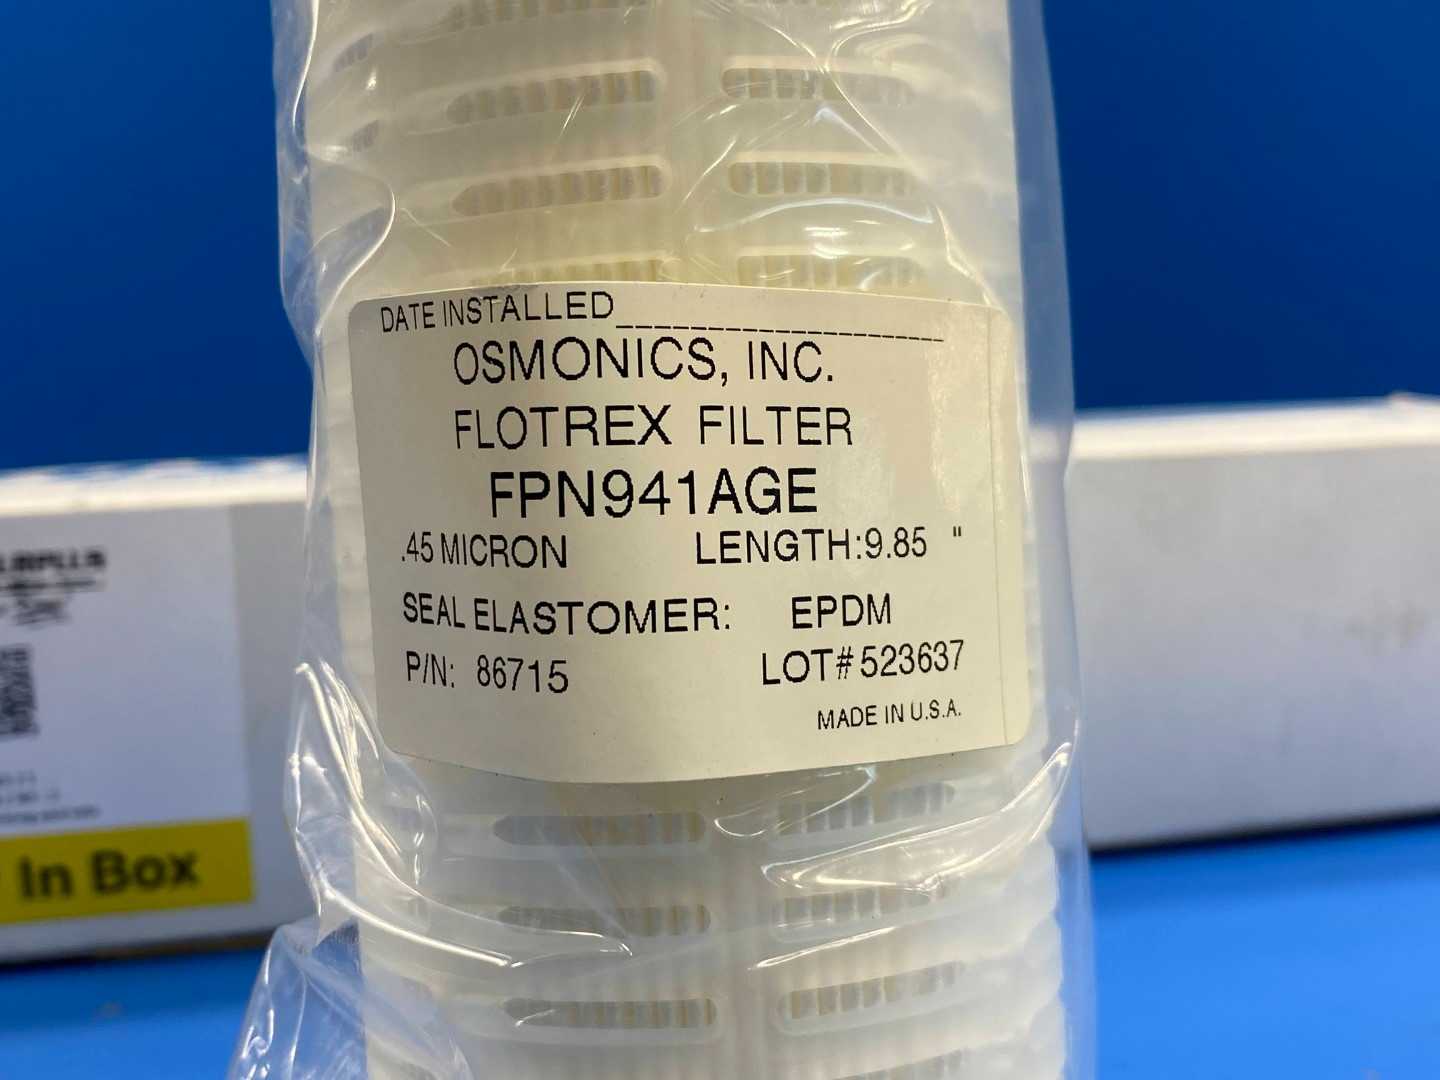 DATE INSTALLED
OSMONICS, INC.
FLOTREX FILTER
FPN941AGE
.45 MICRON LENGTH:9.85 "
SEAL ELASTOMER: EPDM
P/N: 86715 LOT# 523637
MADE IN U.S.A.
In Box